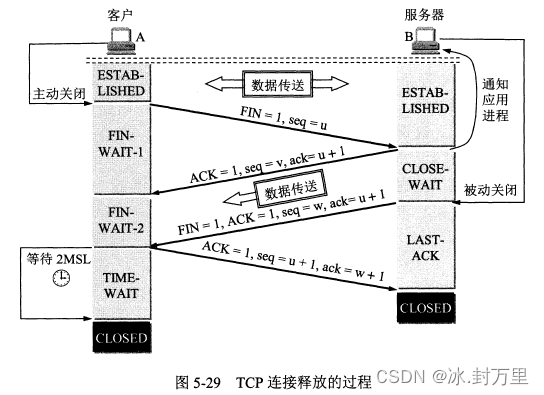 客户
服务器
A
B
主动关闭
ESTAB-
LISHED
数据传送
ESTAB-
LISHED
通知
应用
进程
FIN = 1, seq = u
FIN-
WAIT-1
ACK = 1, seq = v, ack= u + 1
CLOSE-
WAIT
数据传送
被动关闭
FIN-
WAIT-2
FIN = 1, ACK = 1, seq = w, ack= u + 1
LAST-
ACK
等待 2MSL
TIME-
WAIT
ACK = 1, seq = u + 1, ack = w + 1
CLOSED
CLOSED
图 5-29 TCP 连接释放的过程
CSDN @冰.封万里